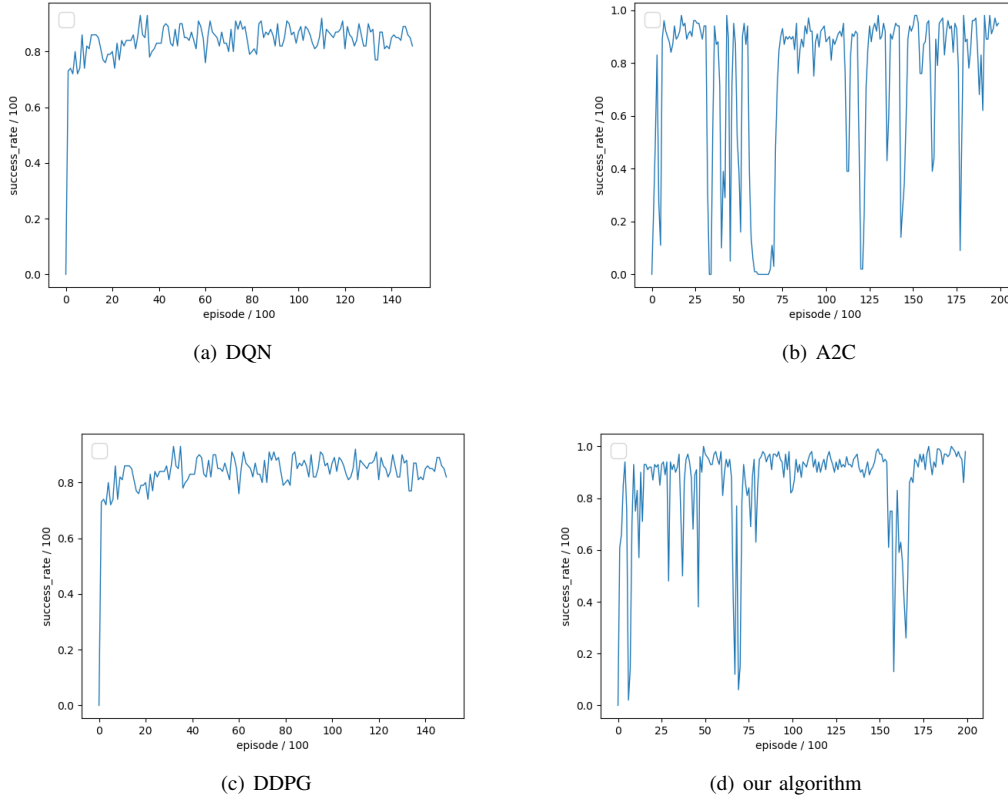 0.8
0.6
0.4
0.2
0.0
success_rate / 100
0 20 40 60 80 100 120 140
episode / 100
(a) DQN
1.0
0.8
0.6
0.4
0.2
0.0
success_rate / 100
0 25 50 75 100 125 150 175 200
episode / 100
(b) A2C
0.8
0.6
0.4
0.2
0.0
success_rate / 100
0 20 40 60 80 100 120 140
episode / 100
(c) DDPG
1.0
0.8
0.6
0.4
0.2
0.0
success_rate / 100
0 25 50 75 100 125 150 175 200
episode / 100
(d) our algorithm